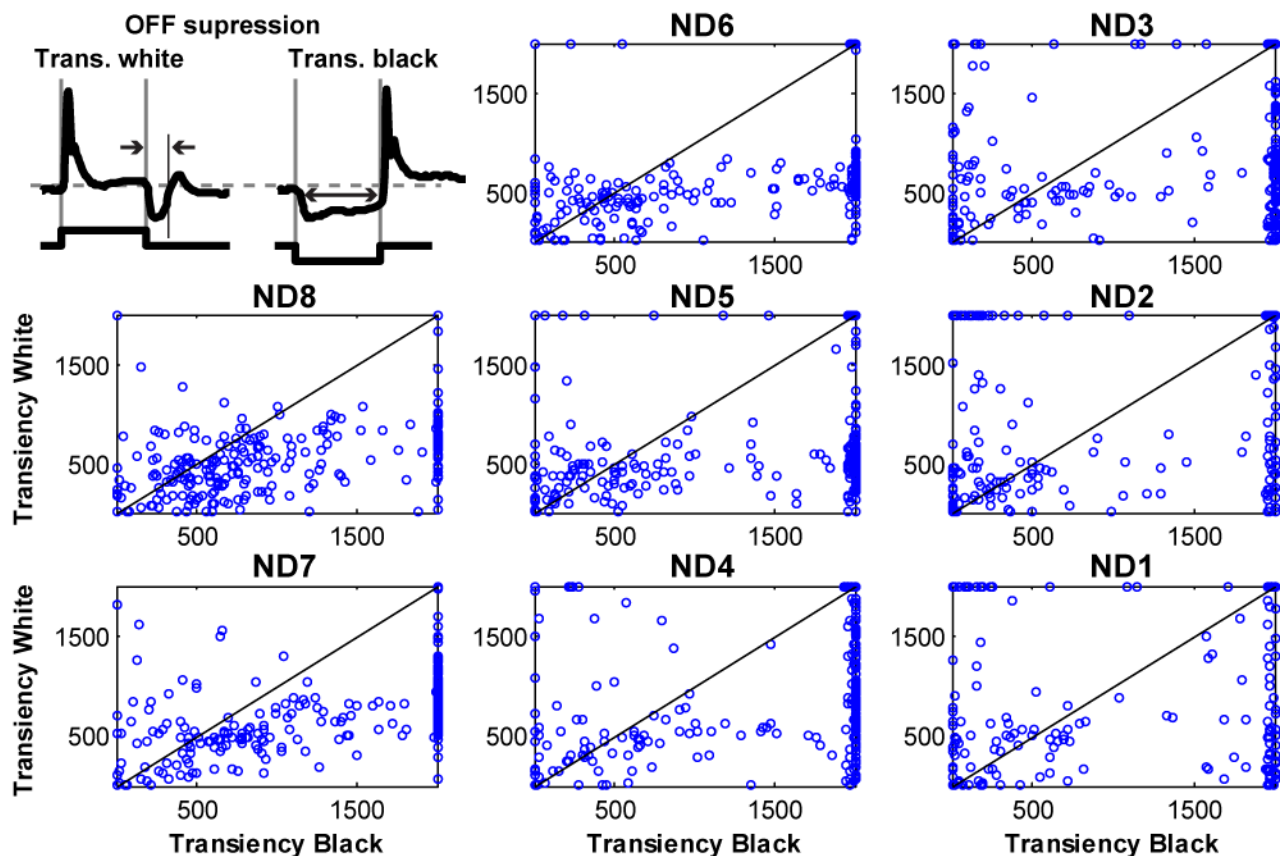 OFF supression
Trans. white
Trans. black
ND6
1500
500
500
1500
ND3
1500
500
500
1500
ND8
Transiency White
1500
500
500
1500
ND5
1500
500
500
1500
ND2
1500
500
500
1500
ND7
Transiency White
1500
500
500
1500
Transiency Black
ND4
1500
500
500
1500
Transiency Black
ND1
1500
500
500
1500
Transiency Black